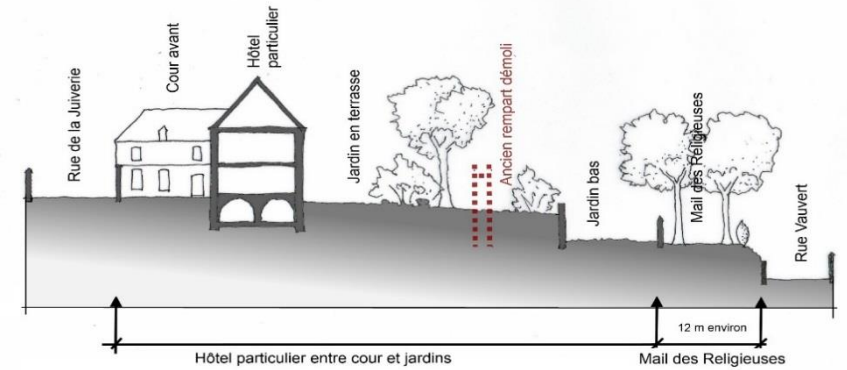 Rue de la Juiverie
Cour avant
Hôtel
particulier
Jardin en terrasse
Ancien rempart démoli
Jardin bas
Mail des Religieuses
Rue Vauvert
12 m environ
Hôtel particulier entre cour et jardins
Mail des Religieuses